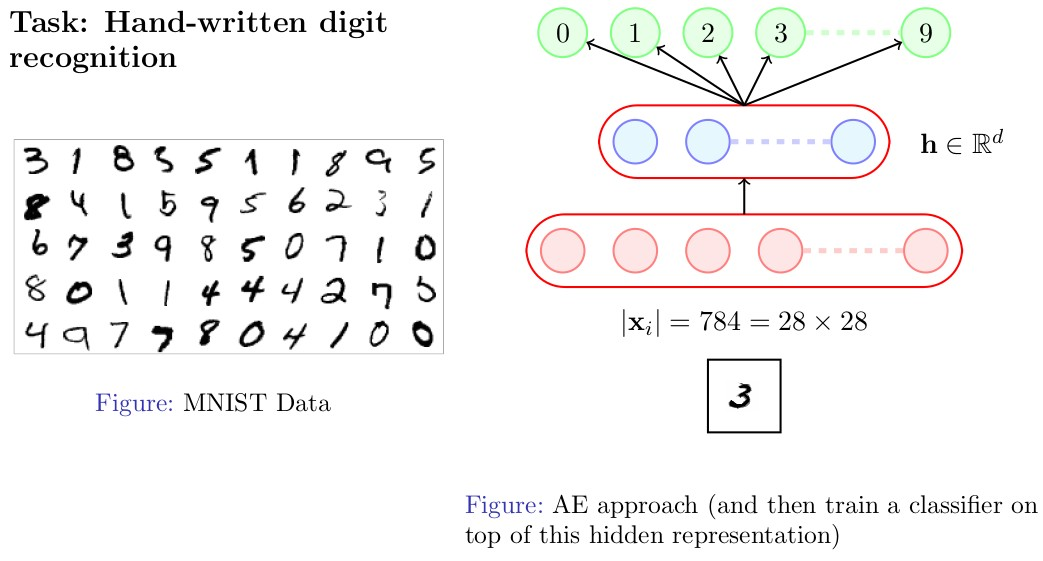 Task: Hand-written digit
recognition
3 1 8 3 5 1 1 8 9 5
8 4 1 5 9 5 6 2 3 1
6 7 3 9 8 5 0 7 1 0
8 0 1 1 4 4 4 2 7 5
4 9 7 7 8 0 4 1 0 0
Figure: MNIST Data
0 1 2 3 9
h ∈ ℝᵈ
|xᵢ| = 784 = 28 × 28
3
Figure: AE approach (and then train a classifier on
top of this hidden representation)